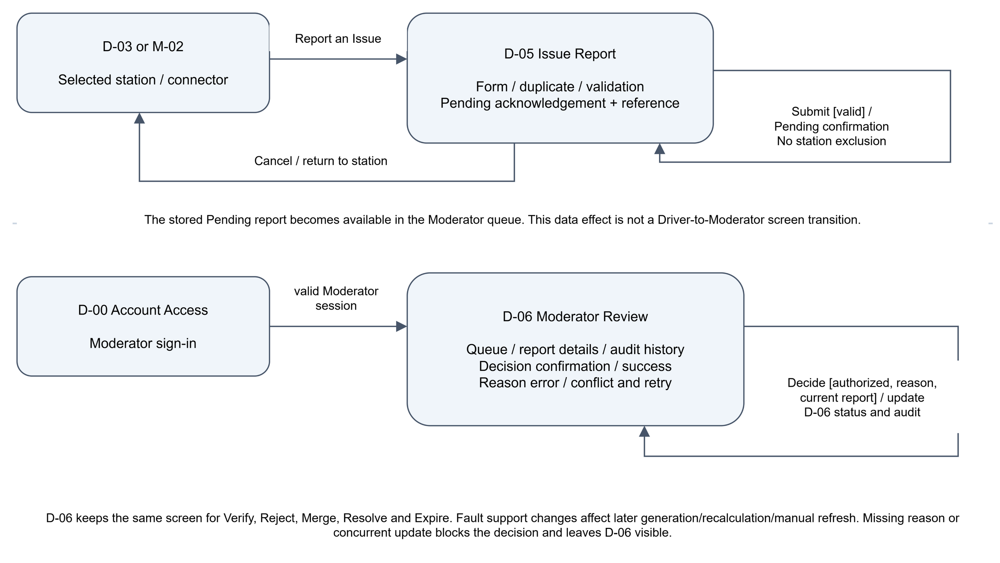 D-03 or M-02
Selected station / connector
Report an Issue
D-05 Issue Report
Form / duplicate / validation
Pending acknowledgement + reference
Submit [valid] /
Pending confirmation
No station exclusion
Cancel / return to station
The stored Pending report becomes available in the Moderator queue. This data effect is not a Driver-to-Moderator screen transition.
D-00 Account Access
Moderator sign-in
valid Moderator
session
D-06 Moderator Review
Queue / report details / audit history
Decision confirmation / success
Reason error / conflict and retry
Decide [authorized, reason,
current report] / update
D-06 status and audit
D-06 keeps the same screen for Verify, Reject, Merge, Resolve and Expire. Fault support changes affect later generation/recalculation/manual refresh. Missing reason or
concurrent update blocks the decision and leaves D-06 visible.